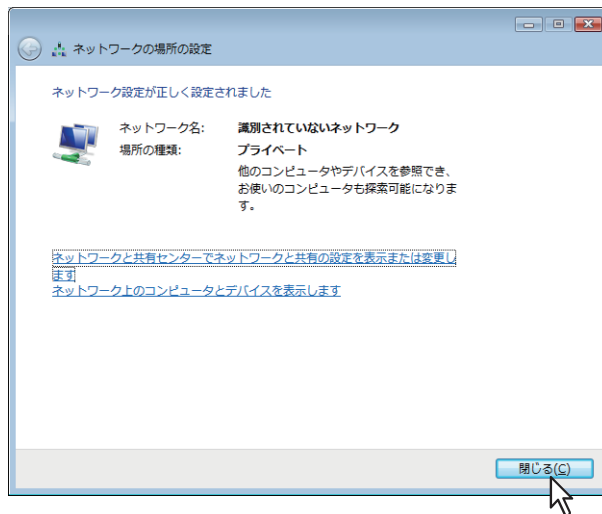 ネットワークの場所の設定
ネットワーク設定が正しく設定されました
ネットワーク名: 識別されていないネットワーク
場所の種類: プライベート
他のコンピュータやデバイスを参照でき、
お使いのコンピュータも探索可能になりま
す。
ネットワークと共有センターでネットワークと共有の設定を表示または変更し
ます
ネットワーク上のコンピュータとデバイスを表示します
閉じる(C)